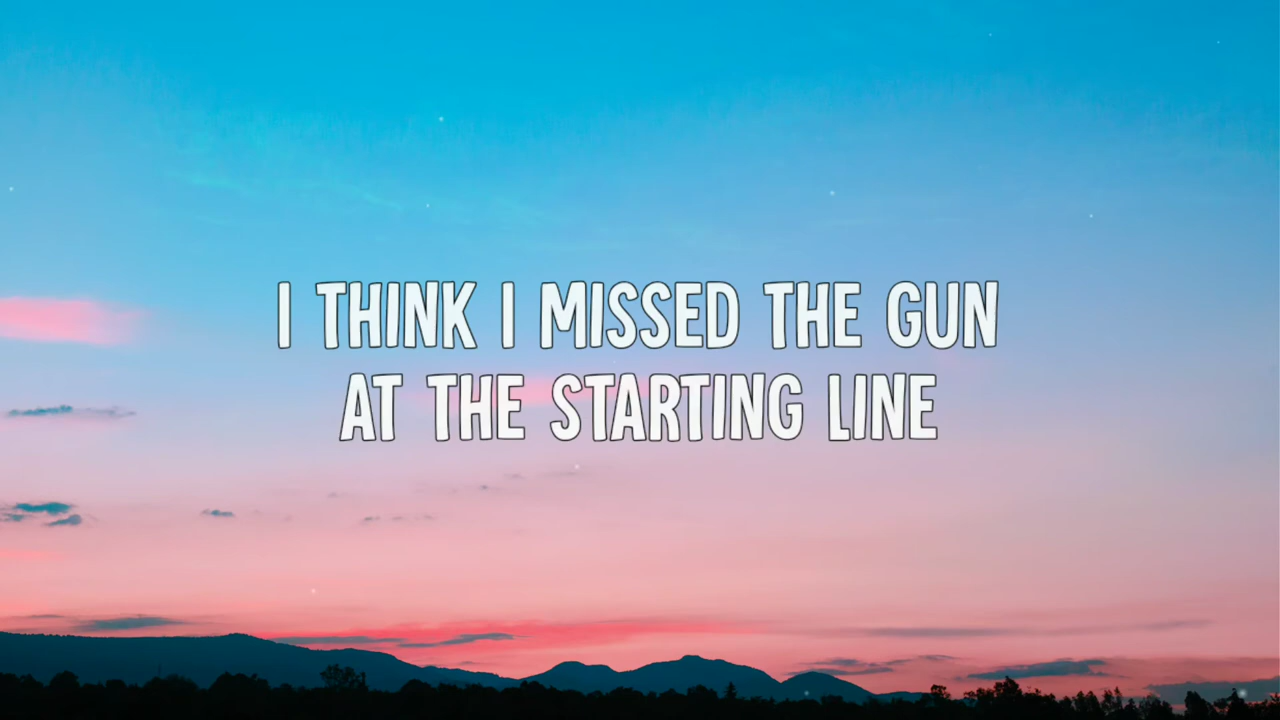 I THINK I MISSED THE GUN
AT THE STARTING LINE